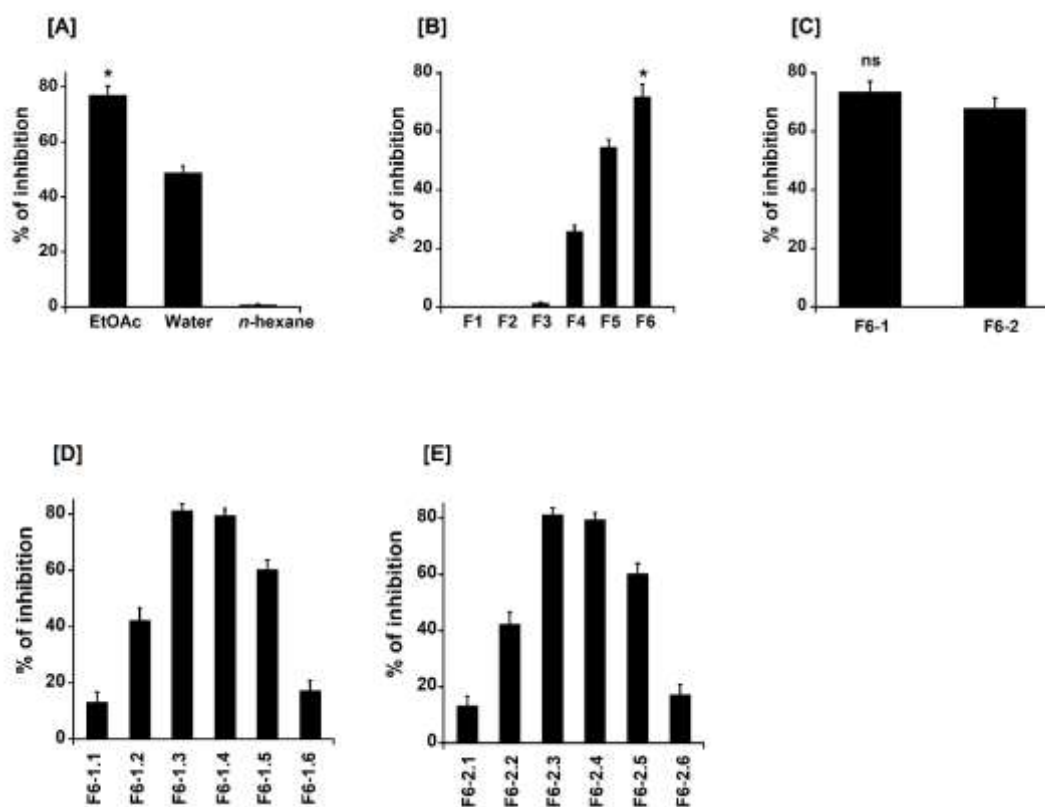 [A]
% of inhibition
80
60
40
20
0
*
EtOAc Water n-hexane
[B]
% of inhibition
80
60
40
20
0
*
F1 F2 F3 F4 F5 F6
[C]
% of inhibition
80
60
40
20
0
ns
F6-1 F6-2
[D]
% of inhibition
80
60
40
20
0
F6-1.1 F6-1.2 F6-1.3 F6-1.4 F6-1.5 F6-1.6
[E]
% of inhibition
80
60
40
20
0
F6-2.1 F6-2.2 F6-2.3 F6-2.4 F6-2.5 F6-2.6